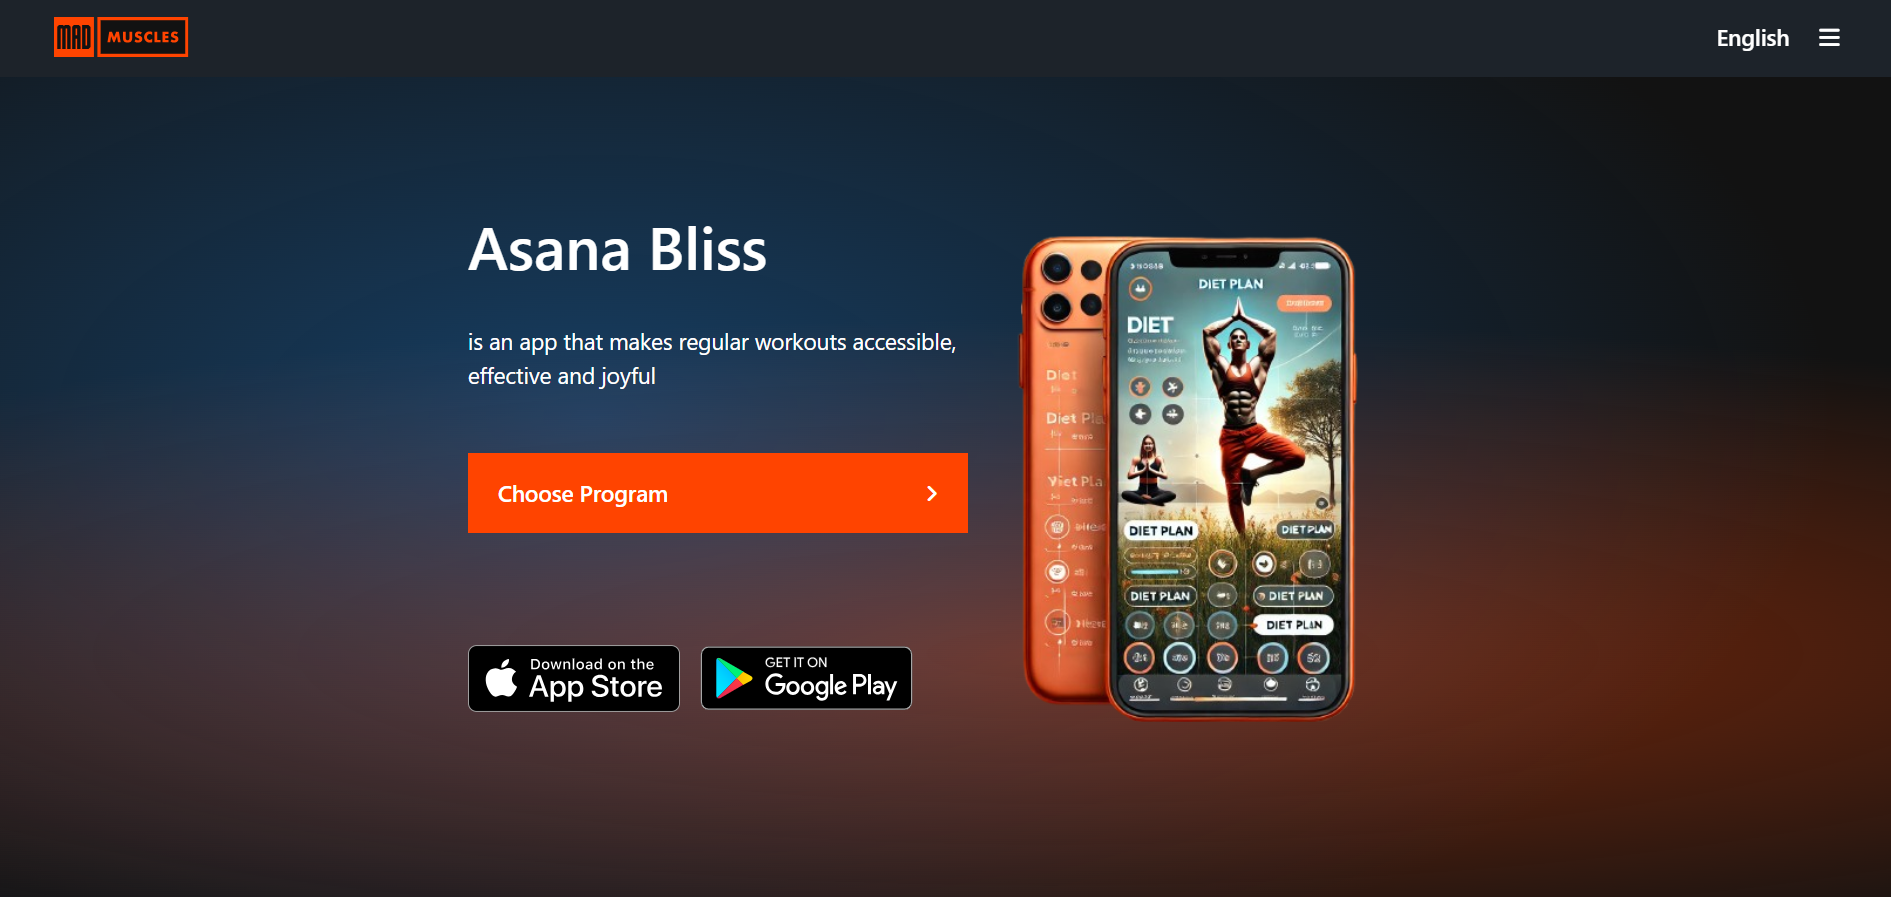 MAD MUSCLES
English
Asana Bliss
is an app that makes regular workouts accessible,
effective and joyful
Choose Program
Download on the
App Store
GET IT ON
Google Play
Diet
Diet Pla
Viet Pla
DIET PLAN
DIET
DIET PLAN
DIET PLAN
DIET PLAN
DIET PLAN
DIET PLAN